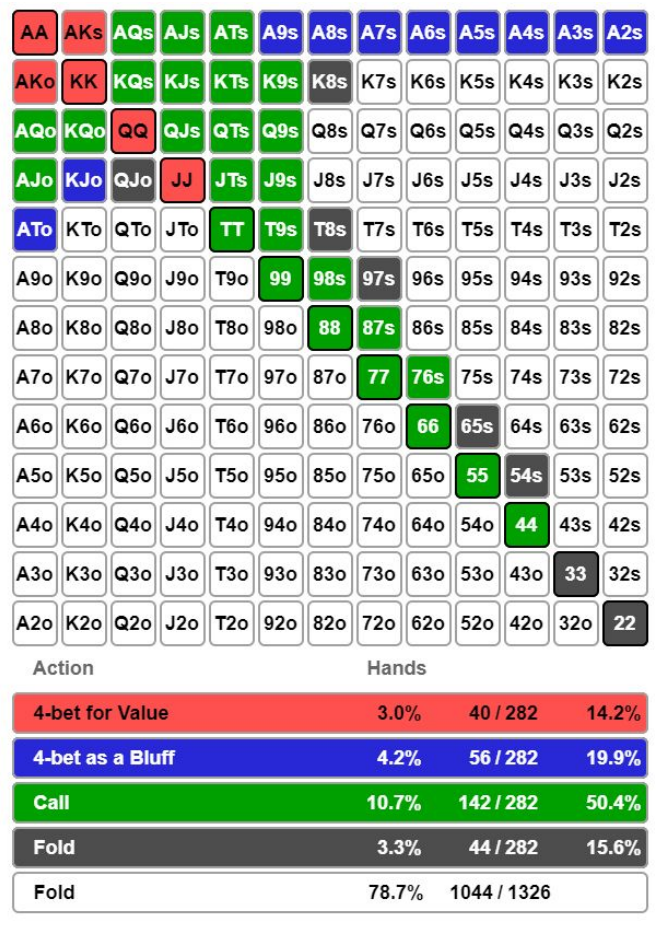 AA AKs AQs AJs ATs A9s A8s A7s A6s A5s A4s A3s A2s
AKo KK KQs KJs KTs K9s K8s K7s K6s K5s K4s K3s K2s
AQo KQo QQ QJs QTs Q9s Q8s Q7s Q6s Q5s Q4s Q3s Q2s
AJo KJo QJo JJ JTs J9s J8s J7s J6s J5s J4s J3s J2s
ATo KTo QTo JTo TT T9s T8s T7s T6s T5s T4s T3s T2s
A9o K9o Q9o J9o T9o 99 98s 97s 96s 95s 94s 93s 92s
A8o K8o Q8o J8o T8o 98o 88 87s 86s 85s 84s 83s 82s
A7o K7o Q7o J7o T7o 97o 87o 77 76s 75s 74s 73s 72s
A6o K6o Q6o J6o T6o 96o 86o 76o 66 65s 64s 63s 62s
A5o K5o Q5o J5o T5o 95o 85o 75o 65o 55 54s 53s 52s
A4o K4o Q4o J4o T4o 94o 84o 74o 64o 54o 44 43s 42s
A3o K3o Q3o J3o T3o 93o 83o 73o 63o 53o 43o 33 32s
A2o K2o Q2o J2o T2o 92o 82o 72o 62o 52o 42o 32o 22
Action Hands
4-bet for Value 3.0% 40 / 282 14.2%
4-bet as a Bluff 4.2% 56 / 282 19.9%
Call 10.7% 142 / 282 50.4%
Fold 3.3% 44 / 282 15.6%
Fold 78.7% 1044 / 1326